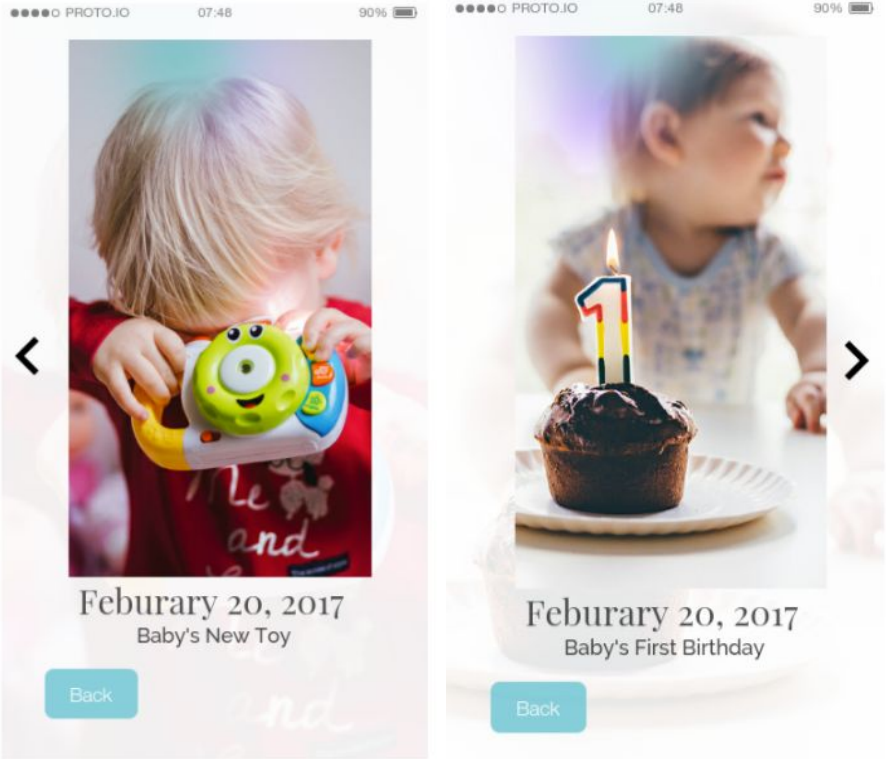 PROTO.IO 07:48 90%
Me
and
Feburary 20, 2017
Baby's New Toy
Back
PROTO.IO 07:48 90%
1
Feburary 20, 2017
Baby's First Birthday
Back